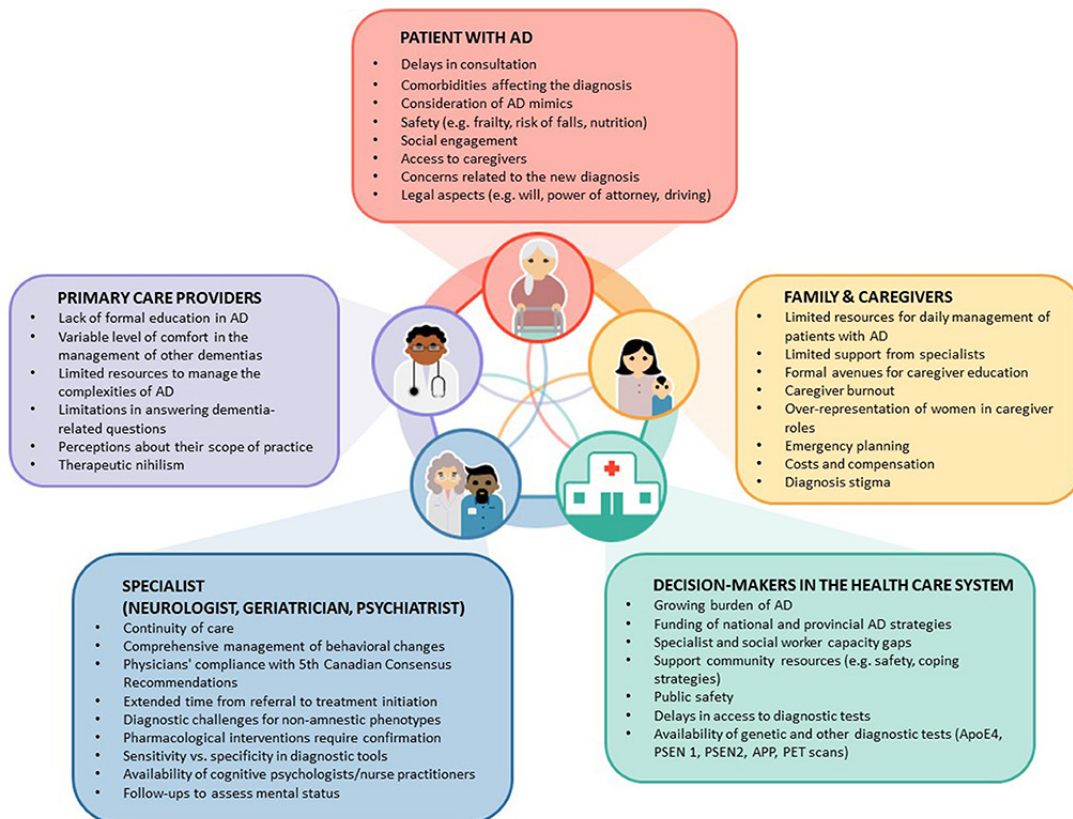 PATIENT WITH AD
• Delays in consultation
• Comorbidities affecting the diagnosis
• Consideration of AD mimics
• Safety (e.g. frailty, risk of falls, nutrition)
• Social engagement
• Access to caregivers
• Concerns related to the new diagnosis
• Legal aspects (e.g. will, power of attorney, driving)
PRIMARY CARE PROVIDERS
• Lack of formal education in AD
• Variable level of comfort in the
management of other dementias
• Limited resources to manage the
complexities of AD
• Limitations in answering dementia-
related questions
• Perceptions about their scope of practice
• Therapeutic nihilism
FAMILY & CAREGIVERS
• Limited resources for daily management of
patients with AD
• Limited support from specialists
• Formal avenues for caregiver education
• Caregiver burnout
• Over-representation of women in caregiver
roles
• Emergency planning
• Costs and compensation
• Diagnosis stigma
SPECIALIST
(NEUROLOGIST, GERIATRICIAN, PSYCHIATRIST)
• Continuity of care
• Comprehensive management of behavioral changes
• Physicians' compliance with 5th Canadian Consensus
Recommendations
• Extended time from referral to treatment initiation
• Diagnostic challenges for non-amnestic phenotypes
• Pharmacological interventions require confirmation
• Sensitivity vs. specificity in diagnostic tools
• Availability of cognitive psychologists/nurse practitioners
• Follow-ups to assess mental status
DECISION-MAKERS IN THE HEALTH CARE SYSTEM
• Growing burden of AD
• Funding of national and provincial AD strategies
• Specialist and social worker capacity gaps
• Support community resources (e.g. safety, coping
strategies)
• Public safety
• Delays in access to diagnostic tests
• Availability of genetic and other diagnostic tests (ApoE4,
PSEN 1, PSEN2, APP, PET scans)